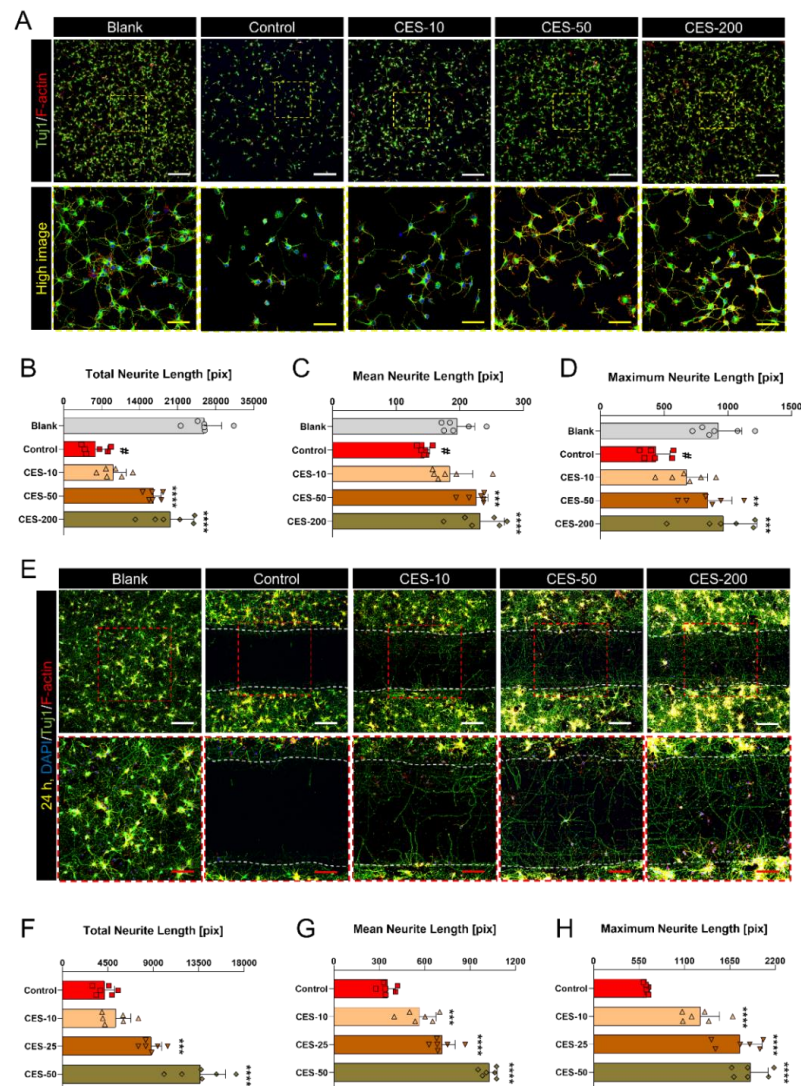 A
Blank Control CES-10 CES-50 CES-200
Tuj1/F-actin
High image
B
Total Neurite Length [pix]
0 7000 14000 21000 28000 35000
Blank
Control
##
CES-10
CES-50
****
CES-200
****
C
Mean Neurite Length [pix]
0 100 200 300
Blank
Control
##
CES-10
CES-50
***
CES-200
****
D
Maximum Neurite Length [pix]
0 500 1000 1500
Blank
Control
##
CES-10
CES-50
**
CES-200
***
E
Blank Control CES-10 CES-50 CES-200
24 h, DAPI/Tuj1/F-actin
F
Total Neurite Length [pix]
0 4500 9000 13500 18000
Control
CES-10
CES-25
***
CES-50
****
G
Mean Neurite Length [pix]
0 300 600 900 1200
Control
CES-10
***
CES-25
****
CES-50
****
H
Maximum Neurite Length [pix]
0 550 1100 1650 2200
Control
CES-10
****
CES-25
****
CES-50
****